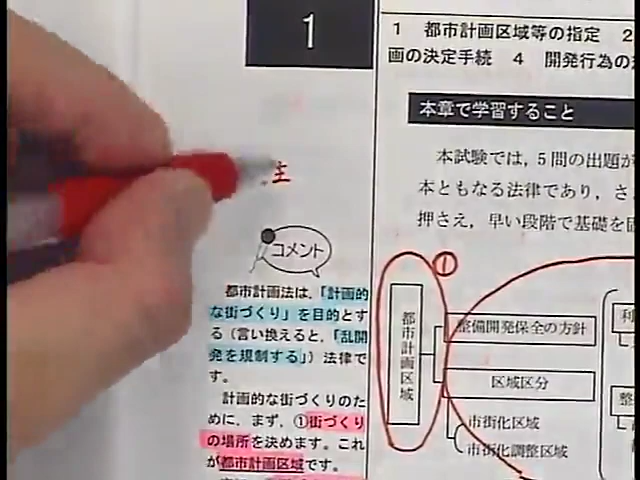 1
1 都市計画区域等の指定 2
画の決定手続 4 開発行為の
本章で学習すること
本試験では，5問の出題が
本ともなる法律であり，さ
押さえ，早い段階で基礎を固
主
コメント
都市計画法は、「計画的
な街づくり」を目的とす
る（言い換えると、「乱開
発を規制する」）法律で
す。
計画的な街づくりのた
めに、まず、①街づくり
の場所を決めます。これ
が都市計画区域です。
①
都市計画区域
整備開発保全の方針
区域区分
市街化区域
市街化調整区域
利
整